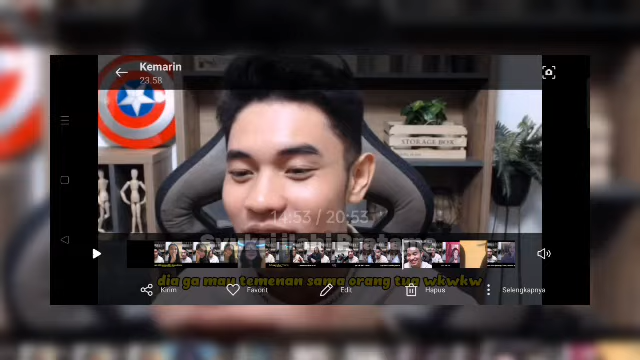 Kemarin
23.58
STORAGE BOX
14:53 / 20:53
dia ga mau temenan sama orang tua wkwkw
Kirim
Favorit
Edit
Hapus
Selengkapnya